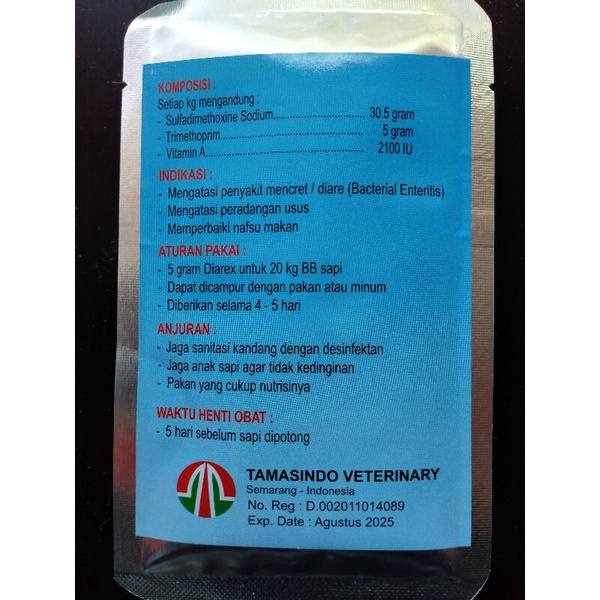 KOMPOSISI :
Setiap kg mengandung :
- Sulfadimethoxine Sodium........................ 30.5 gram
- Trimethoprim............................................ 5 gram
- Vitamin A.............................................. 2100 IU
INDIKASI :
- Mengatasi penyakit mencret / diare (Bacterial Enteritis)
- Mengatasi peradangan usus
- Memperbaiki nafsu makan
ATURAN PAKAI :
- 5 gram Diarex untuk 20 kg BB sapi
- Dapat dicampur dengan pakan atau minum
- Diberikan selama 4 - 5 hari
ANJURAN :
- Jaga sanitasi kandang dengan desinfektan
- Jaga anak sapi agar tidak kedinginan
- Pakan yang cukup nutrisinya
WAKTU HENTI OBAT :
- 5 hari sebelum sapi dipotong
TAMASINDO VETERINARY
Semarang - Indonesia
No. Reg : D.002011014089
Exp. Date : Agustus 2025